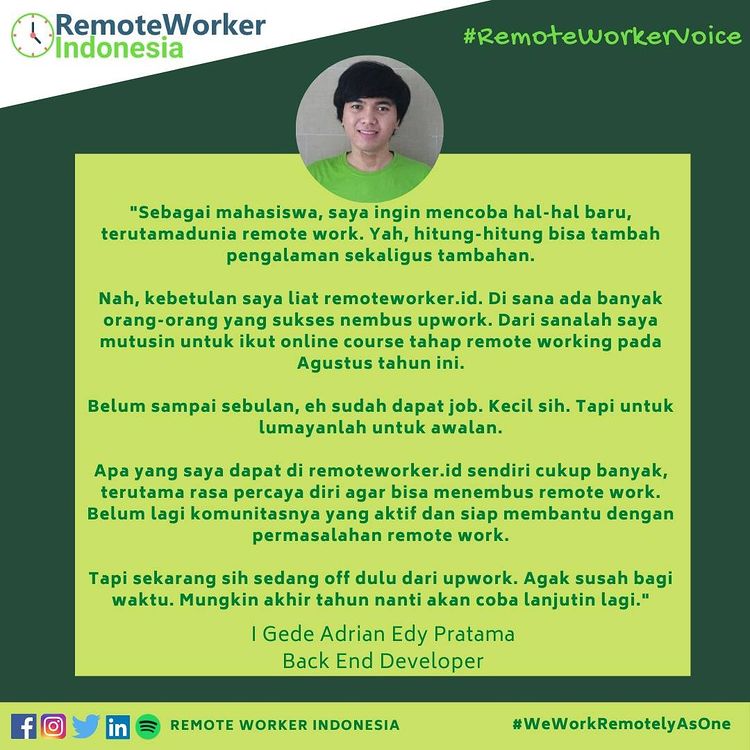 RemoteWorker
Indonesia
#RemoteWorkerVoice
"Sebagai mahasiswa, saya ingin mencoba hal-hal baru,
terutamadunia remote work. Yah, hitung-hitung bisa tambah
pengalaman sekaligus tambahan.
Nah, kebetulan saya liat remoteworker.id. Di sana ada banyak
orang-orang yang sukses nembus upwork. Dari sanalah saya
mutusin untuk ikut online course tahap remote working pada
Agustus tahun ini.
Belum sampai sebulan, eh sudah dapat job. Kecil sih. Tapi untuk
lumayanlah untuk awalan.
Apa yang saya dapat di remoteworker.id sendiri cukup banyak,
terutama rasa percaya diri agar bisa menembus remote work.
Belum lagi komunitasnya yang aktif dan siap membantu dengan
permasalahan remote work.
Tapi sekarang sih sedang off dulu dari upwork. Agak susah bagi
waktu. Mungkin akhir tahun nanti akan coba lanjutin lagi."
I Gede Adrian Edy Pratama
Back End Developer
REMOTE WORKER INDONESIA
#WeWorkRemotelyAsOne